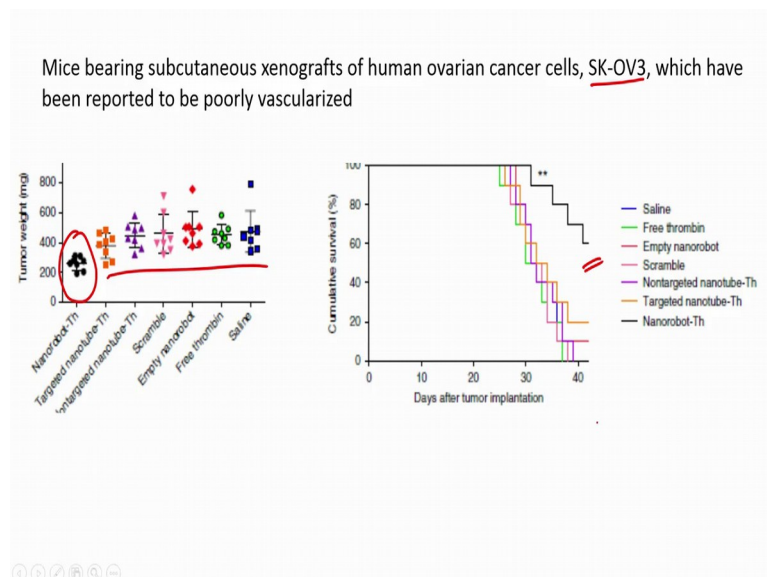 Mice bearing subcutaneous xenografts of human ovarian cancer cells, SK-OV3, which have
been reported to be poorly vascularized
Tumor weight (mg)
800
600
400
200
0
Nanorobot-Th
Targeted nanotube-Th
ontargeted nanotube-Th
Scramble
Empty nanorobot
Free thrombin
Saline
Cumulative survival (%)
100
80
60
40
20
0
**
0 10 20 30 40
Days after tumor implantation
Saline
Free thrombin
Empty nanorobot
Scramble
Nontargeted nanotube-Th
Targeted nanotube-Th
Nanorobot-Th